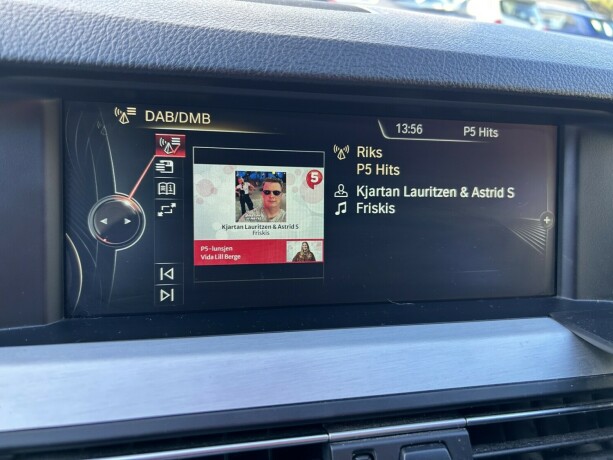 DAB/DMB
13:56 P5 Hits
Riks
P5 Hits
Kjartan Lauritzen & Astrid S
Friskis
5
Kjartan Lauritzen & Astrid S
Friskis
P5-lunsjen
Vida Lill Berge